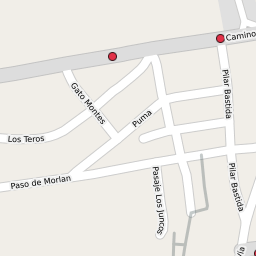 Camino
Pilar Bastida
Gato Montes
Puma
Los Teros
Paso de Morlan
Pasaje Los Juncos
Pilar Bastida